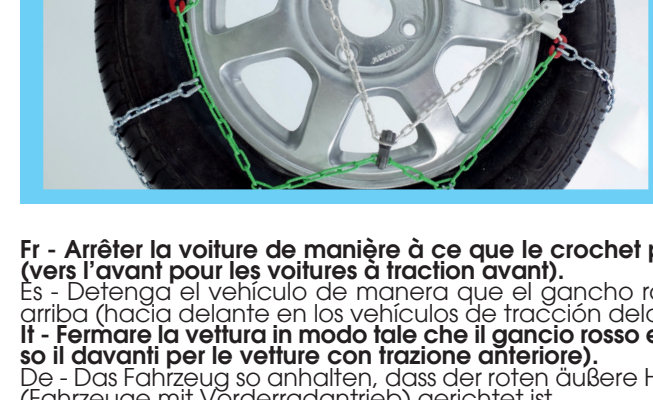 Fr - Arrêter la voiture de manière à ce que le crochet
(vers l’avant pour les voitures à traction avant).
Es - Detenga el vehículo de manera que el gancho
arriba (hacia delante en los vehículos de tracción
It - Fermare la vettura in modo tale che il gancio rosso
so il davanti per le vetture con trazione anteriore).
De - Das Fahrzeug so anhalten, dass der roten äußere
(Fahrzeuge mit Vorderradantrieb) gerichtet ist